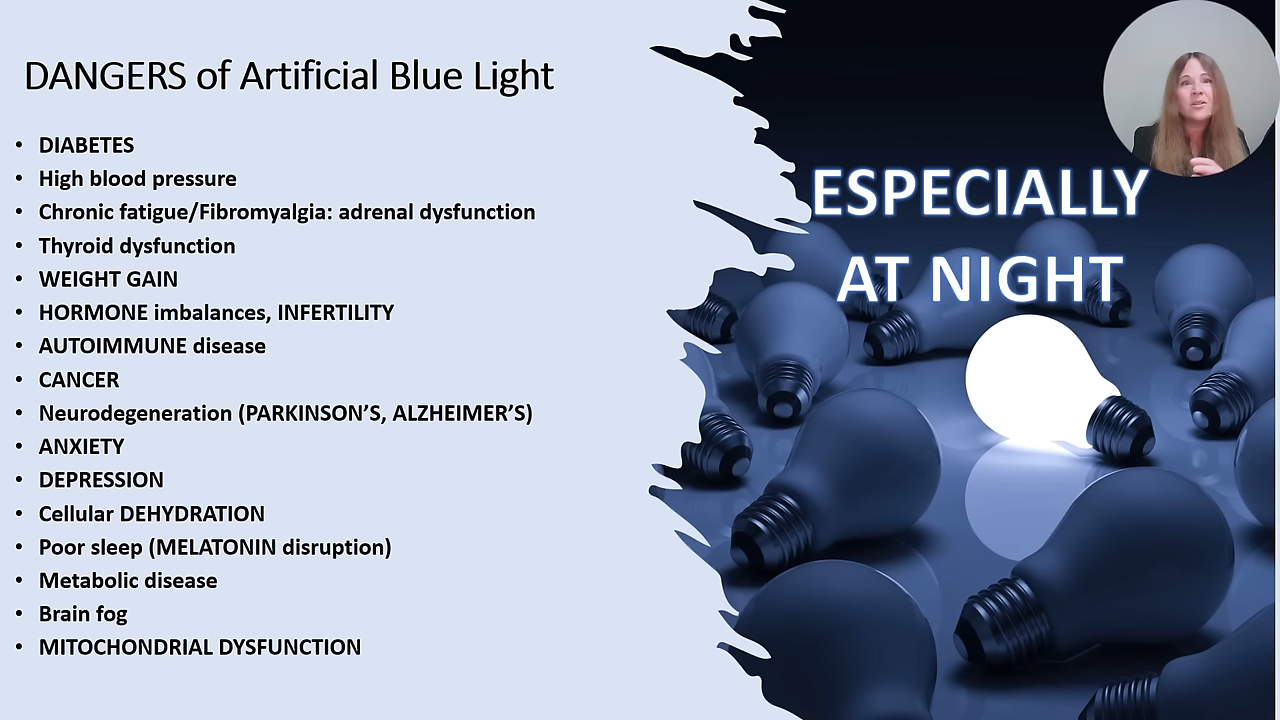 DANGERS of Artificial Blue Light
• DIABETES
• High blood pressure
• Chronic fatigue/Fibromyalgia: adrenal dysfunction
• Thyroid dysfunction
• WEIGHT GAIN
• HORMONE imbalances, INFERTILITY
• AUTOIMMUNE disease
• CANCER
• Neurodegeneration (PARKINSON’S, ALZHEIMER’S)
• ANXIETY
• DEPRESSION
• Cellular DEHYDRATION
• Poor sleep (MELATONIN disruption)
• Metabolic disease
• Brain fog
• MITOCHONDRIAL DYSFUNCTION
ESPECIALLY
AT NIGHT